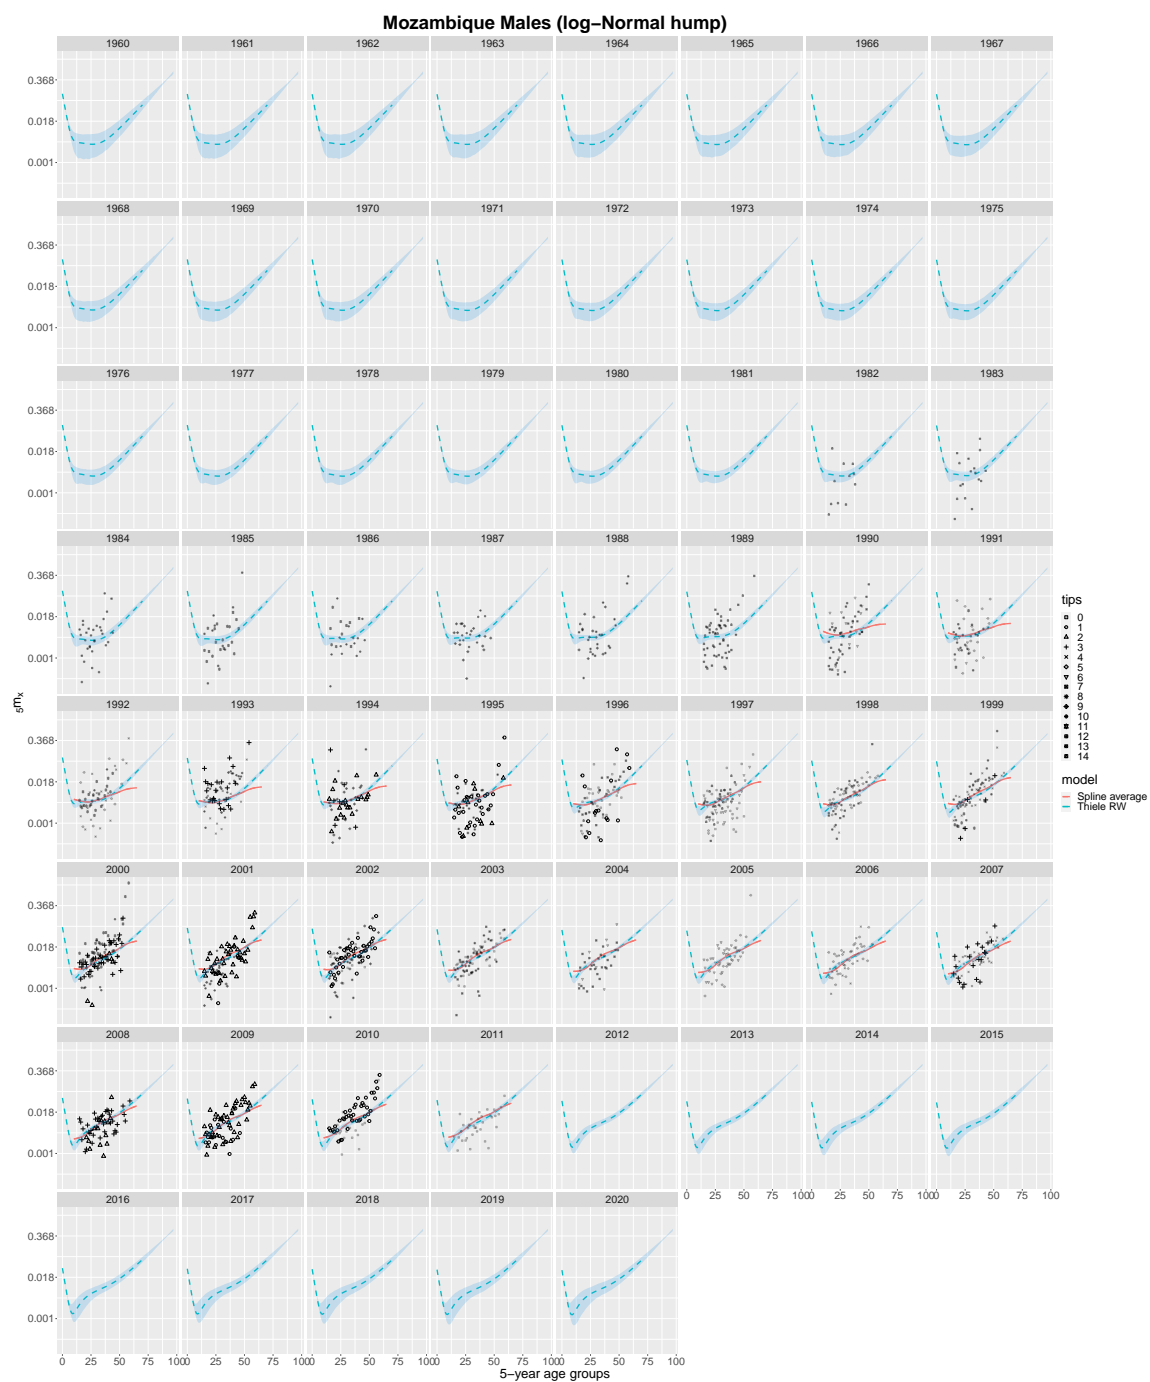 Mozambique Males (log−Normal hump)
1960 1961 1962 1963 1964 1965 1966 1967
0.368
0.018
0.001
1968 1969 1970 1971 1972 1973 1974 1975
0.368
0.018
0.001
1976 1977 1978 1979 1980 1981 1982 1983
0.368
0.018
0.001
1984 1985 1986 1987 1988 1989 1990 1991
0.368
0.018
0.001
1992 1993 1994 1995 1996 1997 1998 1999
0.368
0.018
0.001
2000 2001 2002 2003 2004 2005 2006 2007
0.368
0.018
0.001
2008 2009 2010 2011 2012 2013 2014 2015
0.368
0.018
0.001
0 25 50 75 100 0 25 50 75 100 0 25 50 75 100
2016 2017 2018 2019 2020
0.368
0.018
0.001
0 25 50 75 100 0 25 50 75 100 0 25 50 75 100 0 25 50 75 100 0 25 50 75 100
5−year age groups
5mx
tips
0
1
2
3
4
5
6
7
8
9
10
11
12
13
14
model
Spline average
Thiele RW